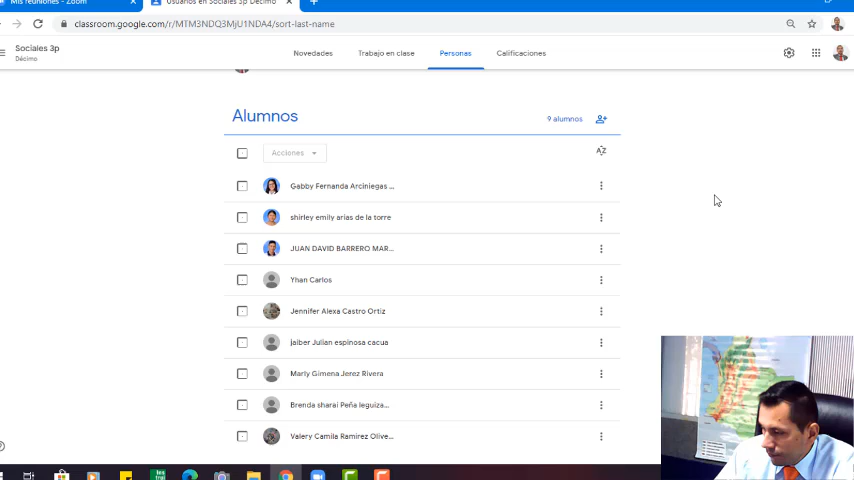 Mis reuniones - Zoom
Usuarios en Sociales 3p Décimo
classroom.google.com/r/MTM3NDQ3MjU1NDA4/sort-last-name
Sociales 3p
Décimo
Novedades
Trabajo en clase
Personas
Calificaciones
Alumnos
9 alumnos
Acciones
AZ
Gabby Fernanda Arciniegas ...
shirley emily arias de la torre
JUAN DAVID BARRERO MAR...
Yhan Carlos
Jennifer Alexa Castro Ortiz
jaiber Julian espinosa cacua
Marly Gimena Jerez Rivera
Brenda sharai Peña leguiza...
Valery Camila Ramirez Olive...